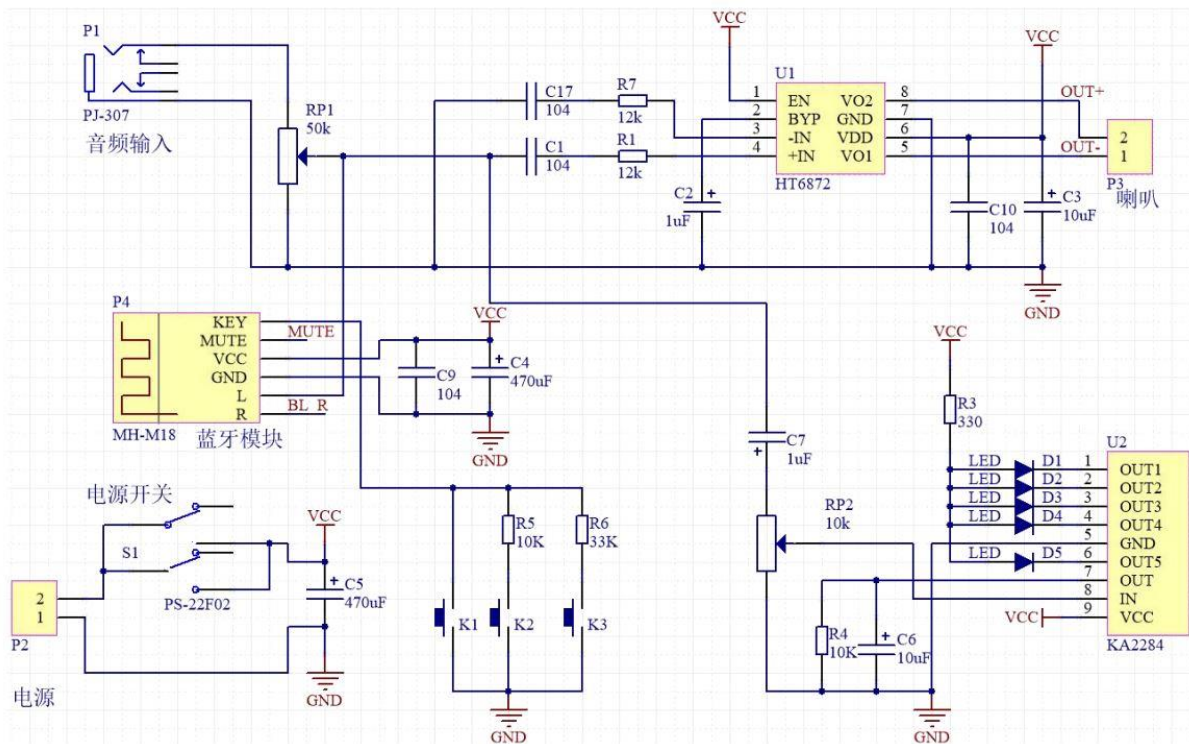 P1
PJ-307
音频输入
RP1
50k
C17
104
R7
12k
C1
104
R1
12k
VCC
U1
1 EN VO2 8
2 BYP GND 7
3 -IN VDD 6
4 +IN VO1 5
HT6872
C2
1uF
VCC
OUT+
OUT-
2
1
P3
喇叭
C10
104
C3
10uF
GND
P4
KEY
MUTE
VCC
GND
L
R
MUTE
BL_R
MH-M18
蓝牙模块
VCC
C9
104
C4
470uF
GND
电源开关
S1
PS-22F02
VCC
C5
470uF
GND
2
1
P2
电源
R5
10K
R6
33K
K1
K2
K3
GND
C7
1uF
RP2
10k
VCC
R3
330
U2
LED D1 1 OUT1
LED D2 2 OUT2
LED D3 3 OUT3
LED D4 4 OUT4
5 GND
LED D5 6 OUT5
7 OUT
8 IN
VCC 9 VCC
KA2284
R4
10K
C6
10uF
GND